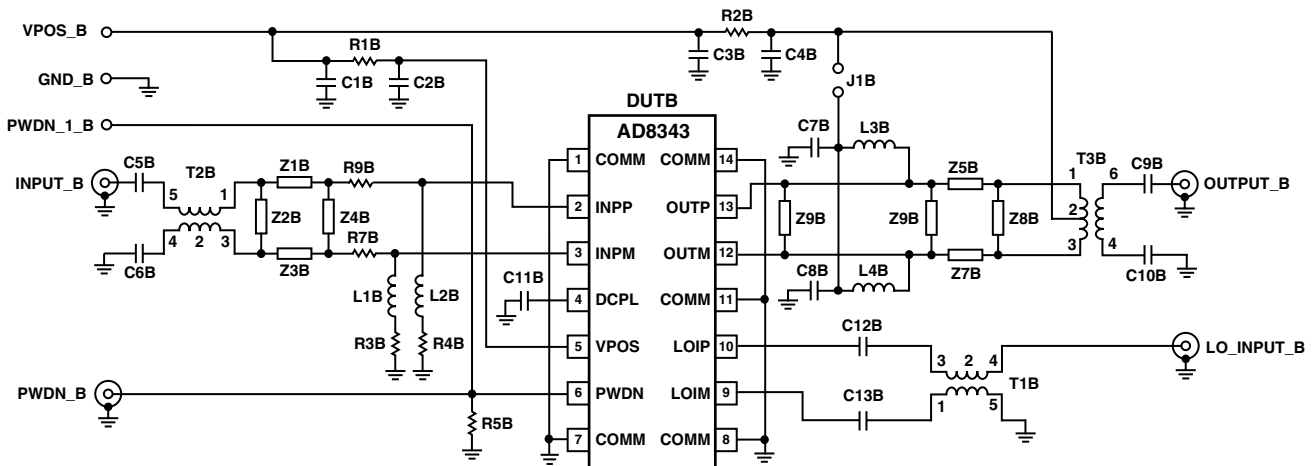 VPOS_B
R2B
R1B
C3B
C4B
C1B
C2B
GND_B
J1B
DUTB
PWDN_1_B
AD8343
C7B
L3B
C5B
T2B
Z1B
R9B
1
COMM
COMM
14
Z5B
T3B
C9B
INPUT_B
5
1
1
6
OUTPUT_B
Z2B
Z4B
2
INPP
OUTP
13
Z9B
Z9B
Z8B
2
4
2
3
R7B
3
INPM
OUTM
12
3
4
C6B
Z3B
Z7B
C10B
C11B
C8B
L4B
L1B
L2B
4
DCPL
COMM
11
C12B
R3B
R4B
5
VPOS
LOIP
10
3
2
4
LO_INPUT_B
PWDN_B
6
PWDN
LOIM
9
C13B
T1B
1
5
R5B
7
COMM
COMM
8